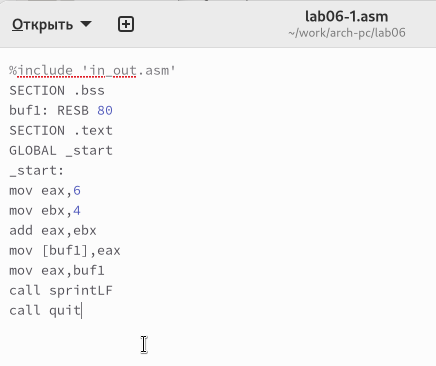 Открыть
lab06-1.asm
~/work/arch-pc/lab06
%include 'in_out.asm'
SECTION .bss
buf1: RESB 80
SECTION .text
GLOBAL _start
_start:
mov eax,6
mov ebx,4
add eax,ebx
mov [buf1],eax
mov eax,buf1
call sprintLF
call quit